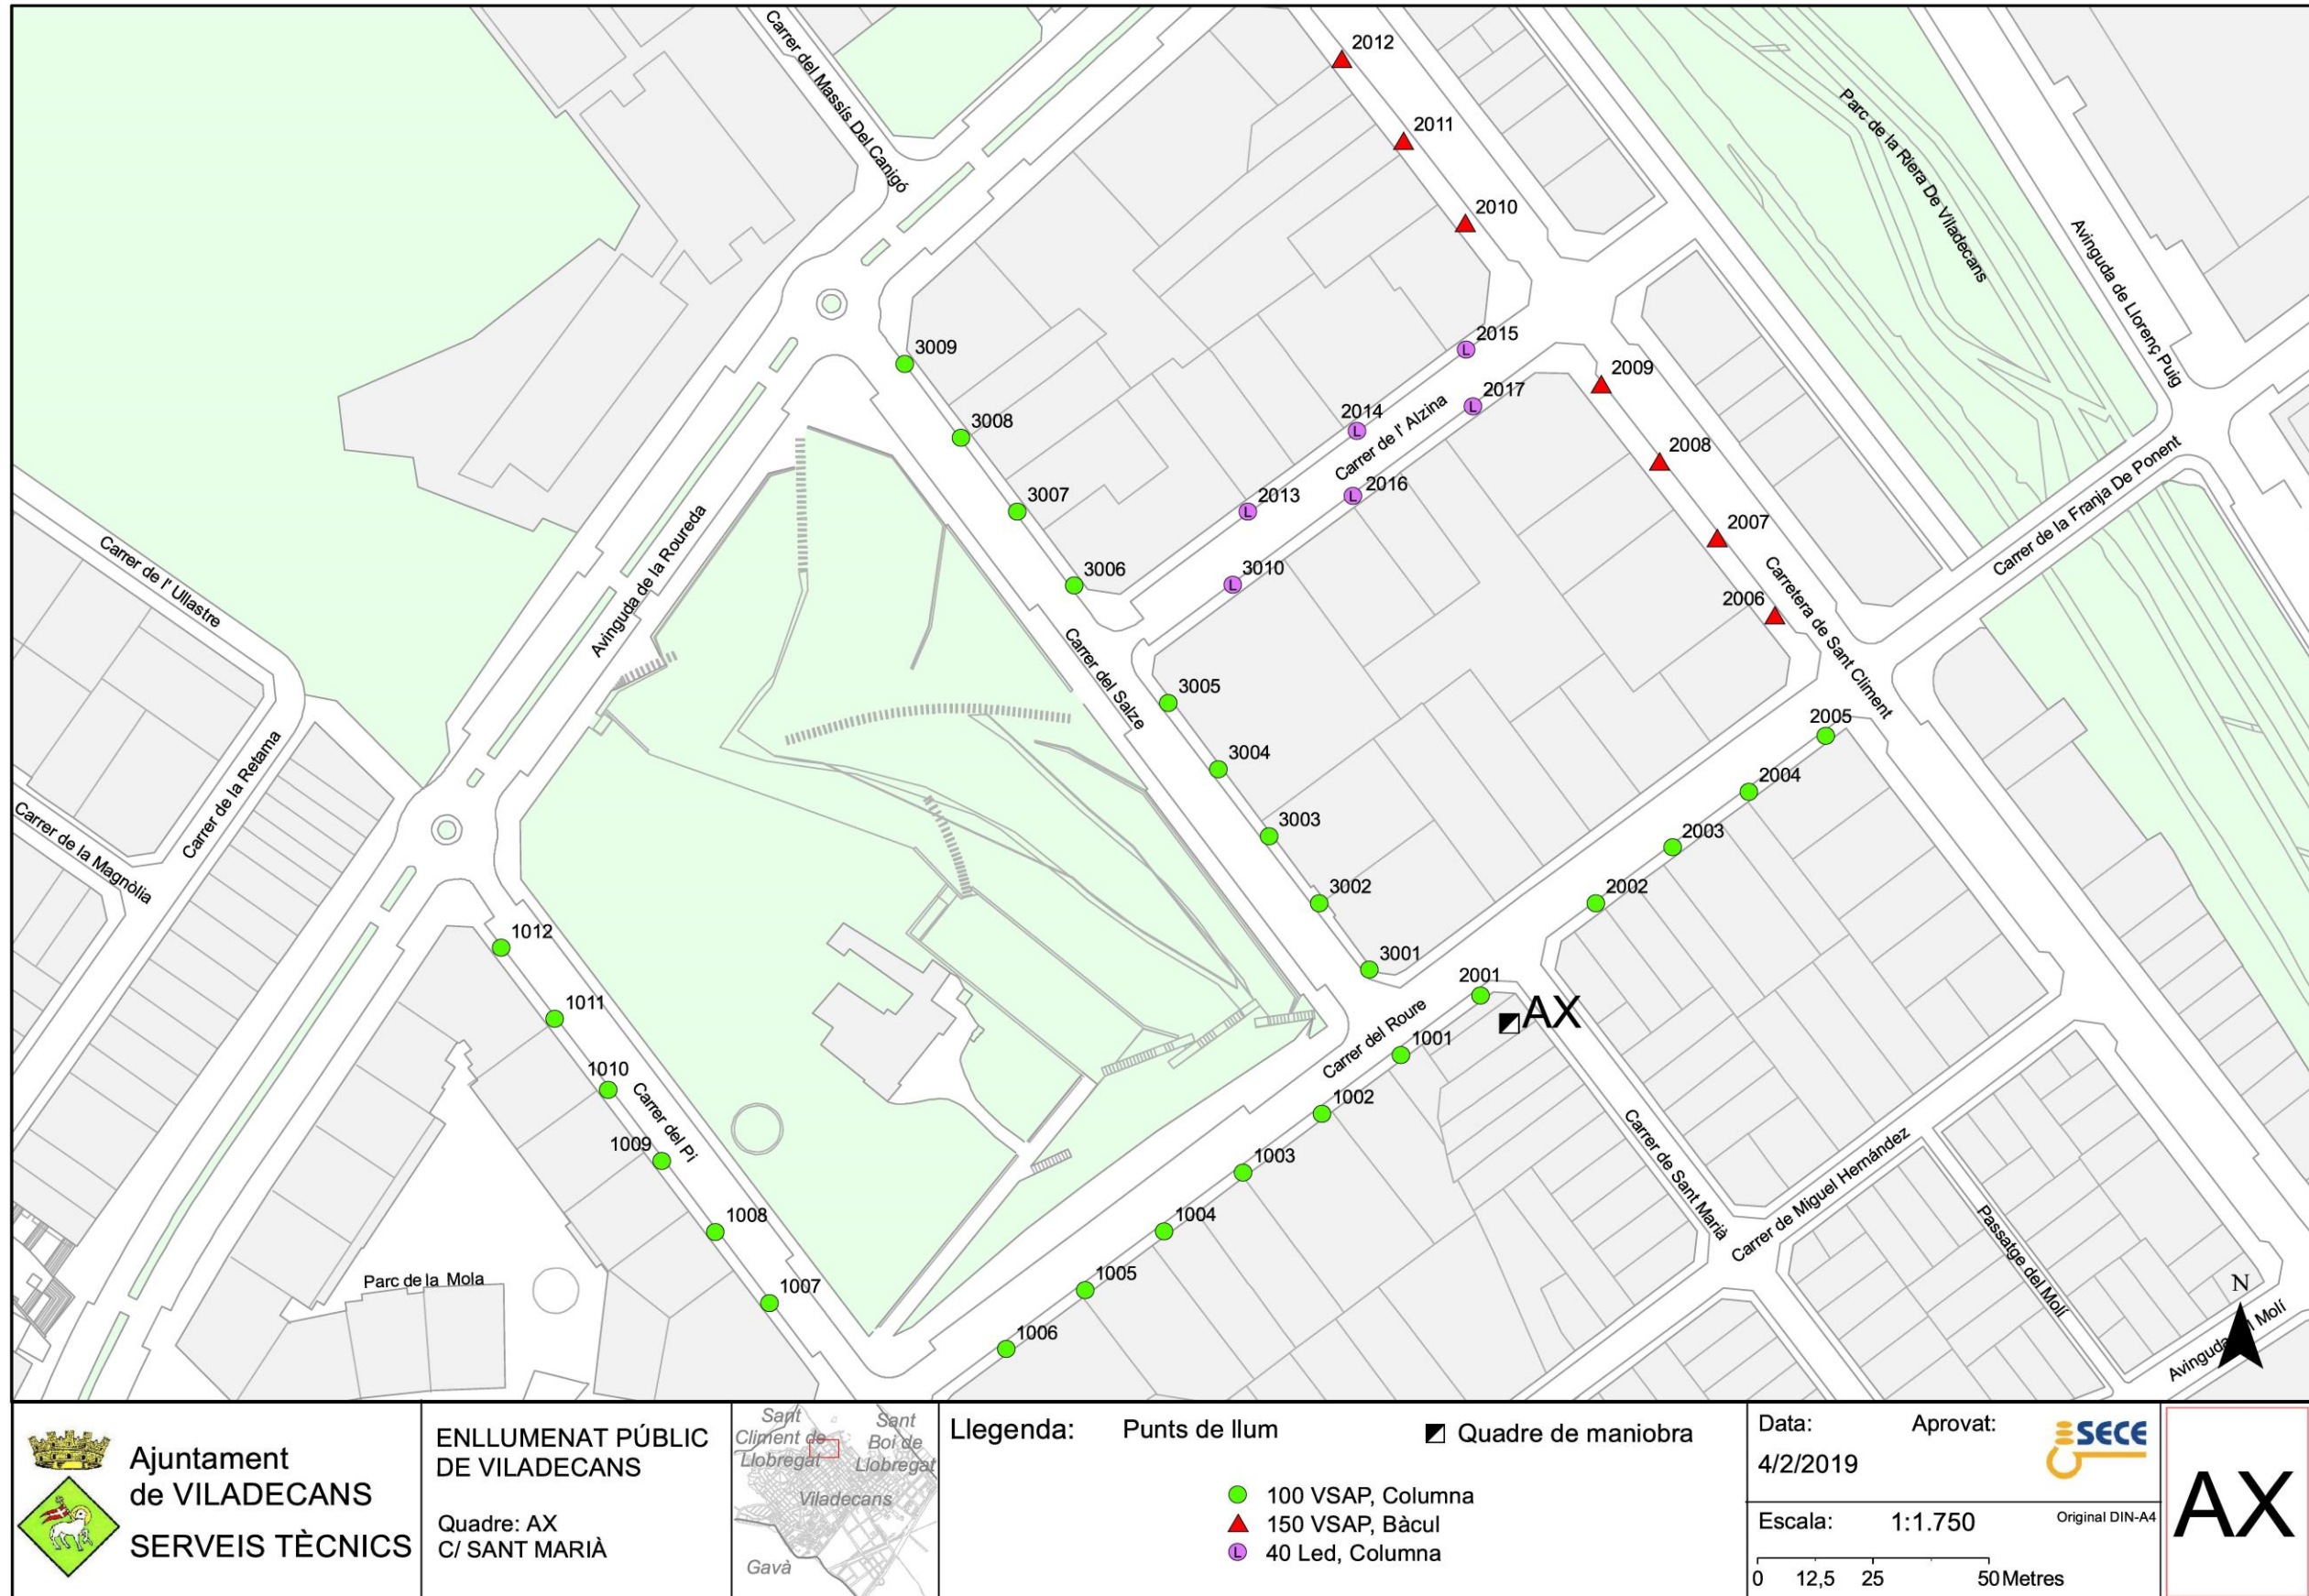 Carrer del Massís Del Canigó
2012
2011
2010
Parc de la Riera De Viladecans
Avinguda de Llorenç Puig
3009
2015
2009
3008
2014
Carrer de l' Alzina
2017
2008
Carrer de la Franja De Ponent
3007
2013
2016
2007
Carrer de l' Ullastre
Avinguda de la Roureda
3006
3010
2006
Carretera de Sant Climent
Carrer del Salze
3005
2005
Carrer de la Retama
3004
2004
Carrer de la Magnòlia
3003
2003
3002
2002
1012
3001
2001
AX
1011
Carrer del Roure
1001
1010
Carrer del Pi
1002
1009
1003
Carrer de Sant Marià
Carrer de Miguel Hernández
1008
1004
Passatge del Molí
Parc de la Mola
1007
1005
N
1006
Avinguda Molí
Ajuntament
de VILADECANS
SERVEIS TÈCNICS
ENLLUMENAT PÚBLIC
DE VILADECANS
Quadre: AX
C/ SANT MARIÀ
Sant
Climent de
Llobregat
Sant
Boi de
Llobregat
Viladecans
Gavà
Llegenda:
Punts de llum
Quadre de maniobra
100 VSAP, Columna
150 VSAP, Bàcul
L 40 Led, Columna
Data:
4/2/2019
Aprovat:
SECE
Escala:
1:1.750
Original DIN-A4
0 12,5 25 50 Metres
AX